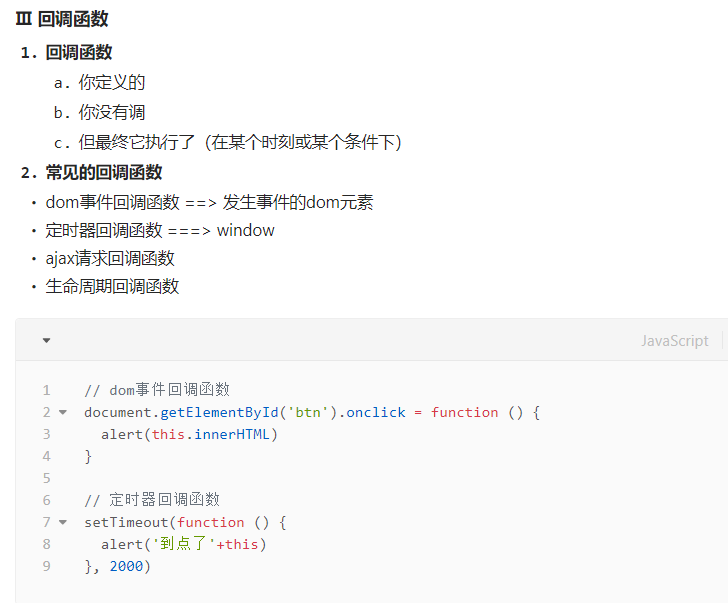 III 回调函数
1. 回调函数
a. 你定义的
b. 你没有调
c. 但最终它执行了（在某个时刻或某个条件下）
2. 常见的回调函数
• dom事件回调函数 ==> 发生事件的dom元素
• 定时器回调函数 ===> window
• ajax请求回调函数
• 生命周期回调函数
JavaScript
1 // dom事件回调函数
2 document.getElementById('btn').onclick = function () {
3 alert(this.innerHTML)
4 }
5
6 // 定时器回调函数
7 setTimeout(function () {
8 alert('到点了'+this)
9 }, 2000)